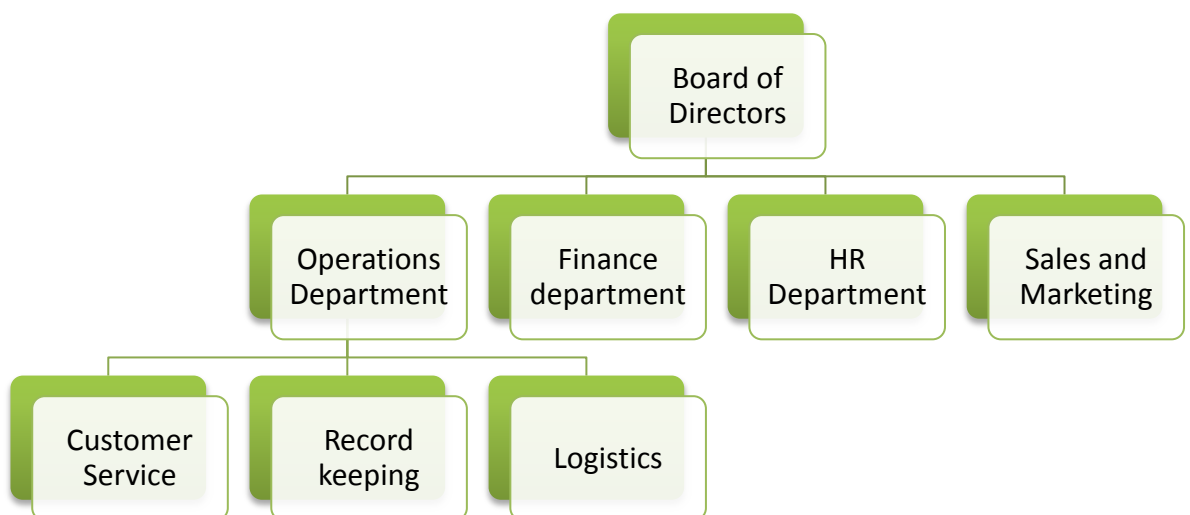 Board of
Directors
Operations
Department
Finance
department
HR
Department
Sales and
Marketing
Customer
Service
Record
keeping
Logistics